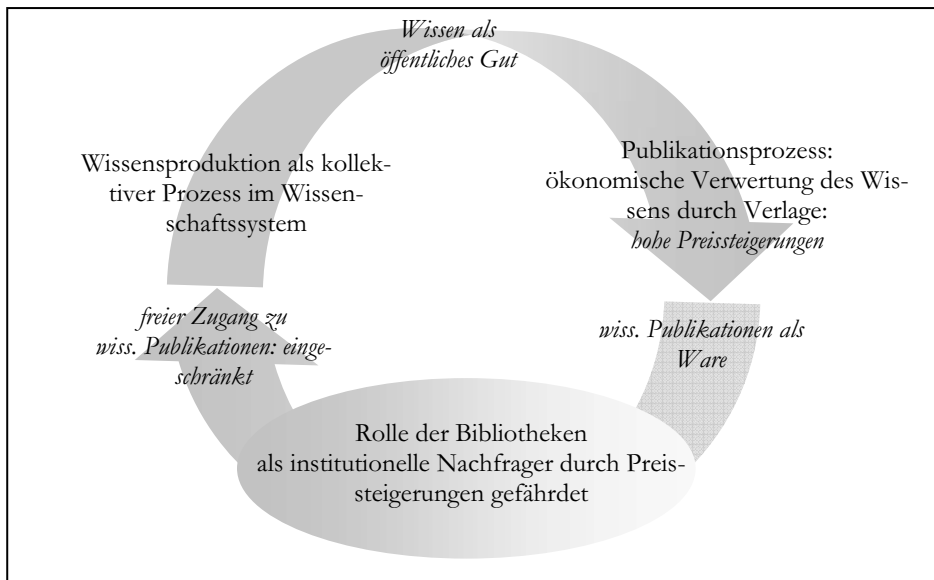 Wissen als
öffentliches Gut
Wissensproduktion als kollek-
tiver Prozess im Wissen-
schaftssystem
Publikationsprozess:
ökonomische Verwertung des Wis-
sens durch Verlage:
hohe Preissteigerungen
freier Zugang zu
wiss. Publikationen: einge-
schränkt
wiss. Publikationen als
Ware
Rolle der Bibliotheken
als institutionelle Nachfrager durch Preis-
steigerungen gefährdet